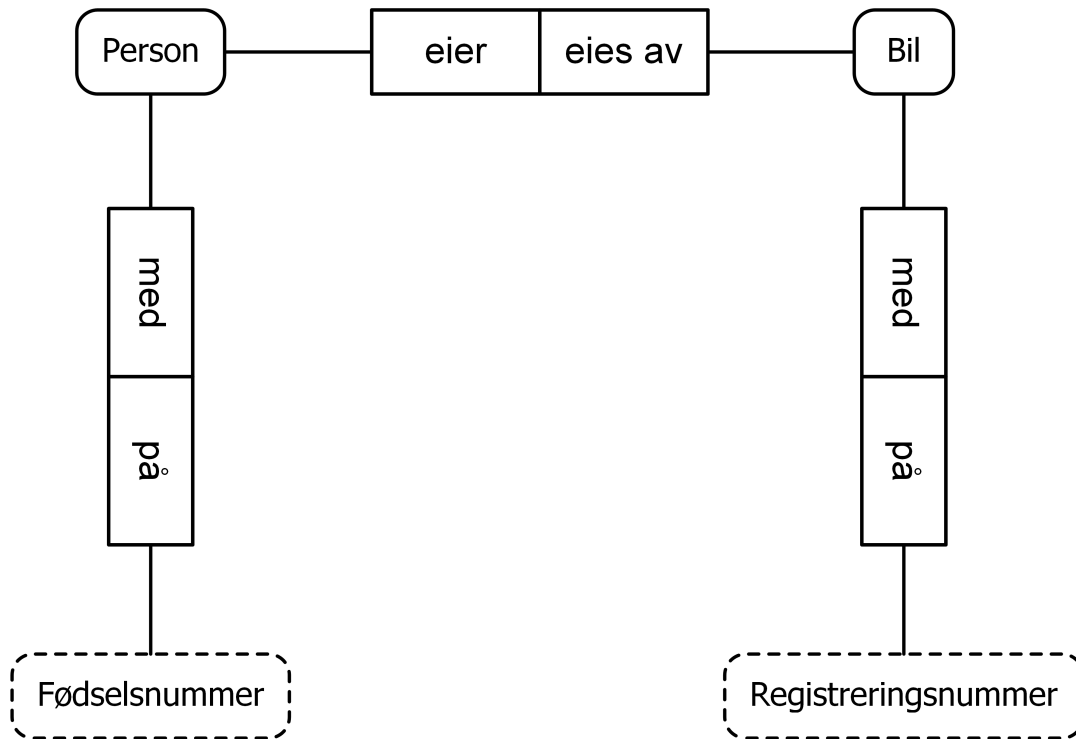 Person
eier
eies av
Bil
med
med
på
på
Fødselsnummer
Registreringsnummer